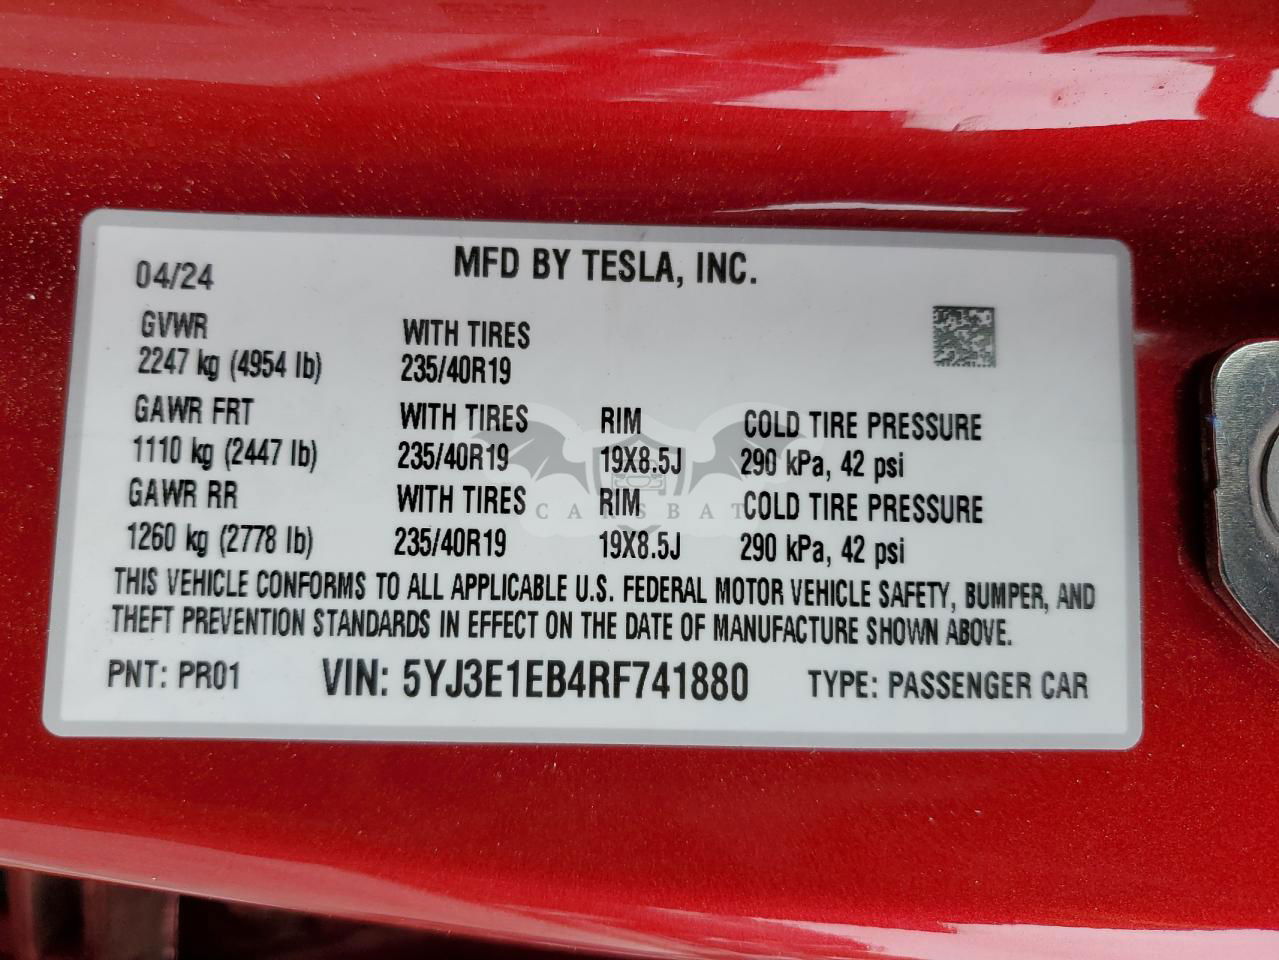 04/24 MFD BY TESLA, INC.
GVWR WITH TIRES
2247 kg (4954 lb) 235/40R19
GAWR FRT WITH TIRES RIM COLD TIRE PRESSURE
1110 kg (2447 lb) 235/40R19 19X8.5J 290 kPa, 42 psi
GAWR RR WITH TIRES RIM COLD TIRE PRESSURE
CARSBAT
1260 kg (2778 lb) 235/40R19 19X8.5J 290 kPa, 42 psi
THIS VEHICLE CONFORMS TO ALL APPLICABLE U.S. FEDERAL MOTOR VEHICLE SAFETY, BUMPER, AND
THEFT PREVENTION STANDARDS IN EFFECT ON THE DATE OF MANUFACTURE SHOWN ABOVE.
PNT: PR01 VIN: 5YJ3E1EB4RF741880 TYPE: PASSENGER CAR